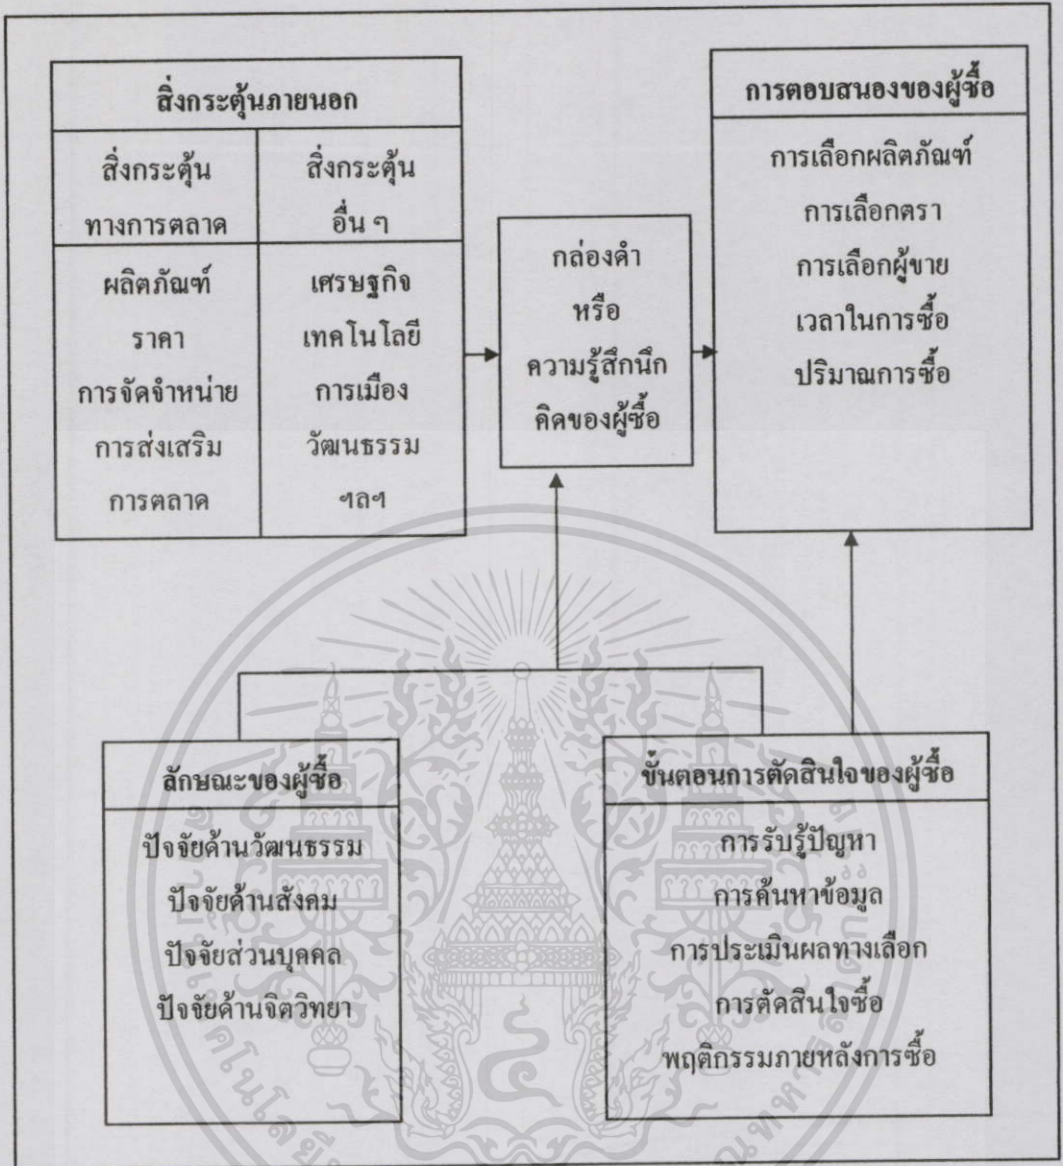 สิ่งกระตุ้นภายนอก
สิ่งกระตุ้น
ทางการตลาด
สิ่งกระตุ้น
อื่น ๆ
ผลิตภัณฑ์
ราคา
การจัดจำหน่าย
การส่งเสริม
การตลาด
เศรษฐกิจ
เทคโนโลยี
การเมือง
วัฒนธรรม
ฯลฯ
กล่องดำ
หรือ
ความรู้สึกนึก
คิดของผู้ซื้อ
การตอบสนองของผู้ซื้อ
การเลือกผลิตภัณฑ์
การเลือกตรา
การเลือกผู้ขาย
เวลาในการซื้อ
ปริมาณการซื้อ
ลักษณะของผู้ซื้อ
ปัจจัยด้านวัฒนธรรม
ปัจจัยด้านสังคม
ปัจจัยส่วนบุคคล
ปัจจัยด้านจิตวิทยา
ขั้นตอนการตัดสินใจของผู้ซื้อ
การรับรู้ปัญหา
การค้นหาข้อมูล
การประเมินผลทางเลือก
การตัดสินใจซื้อ
พฤติกรรมภายหลังการซื้อ